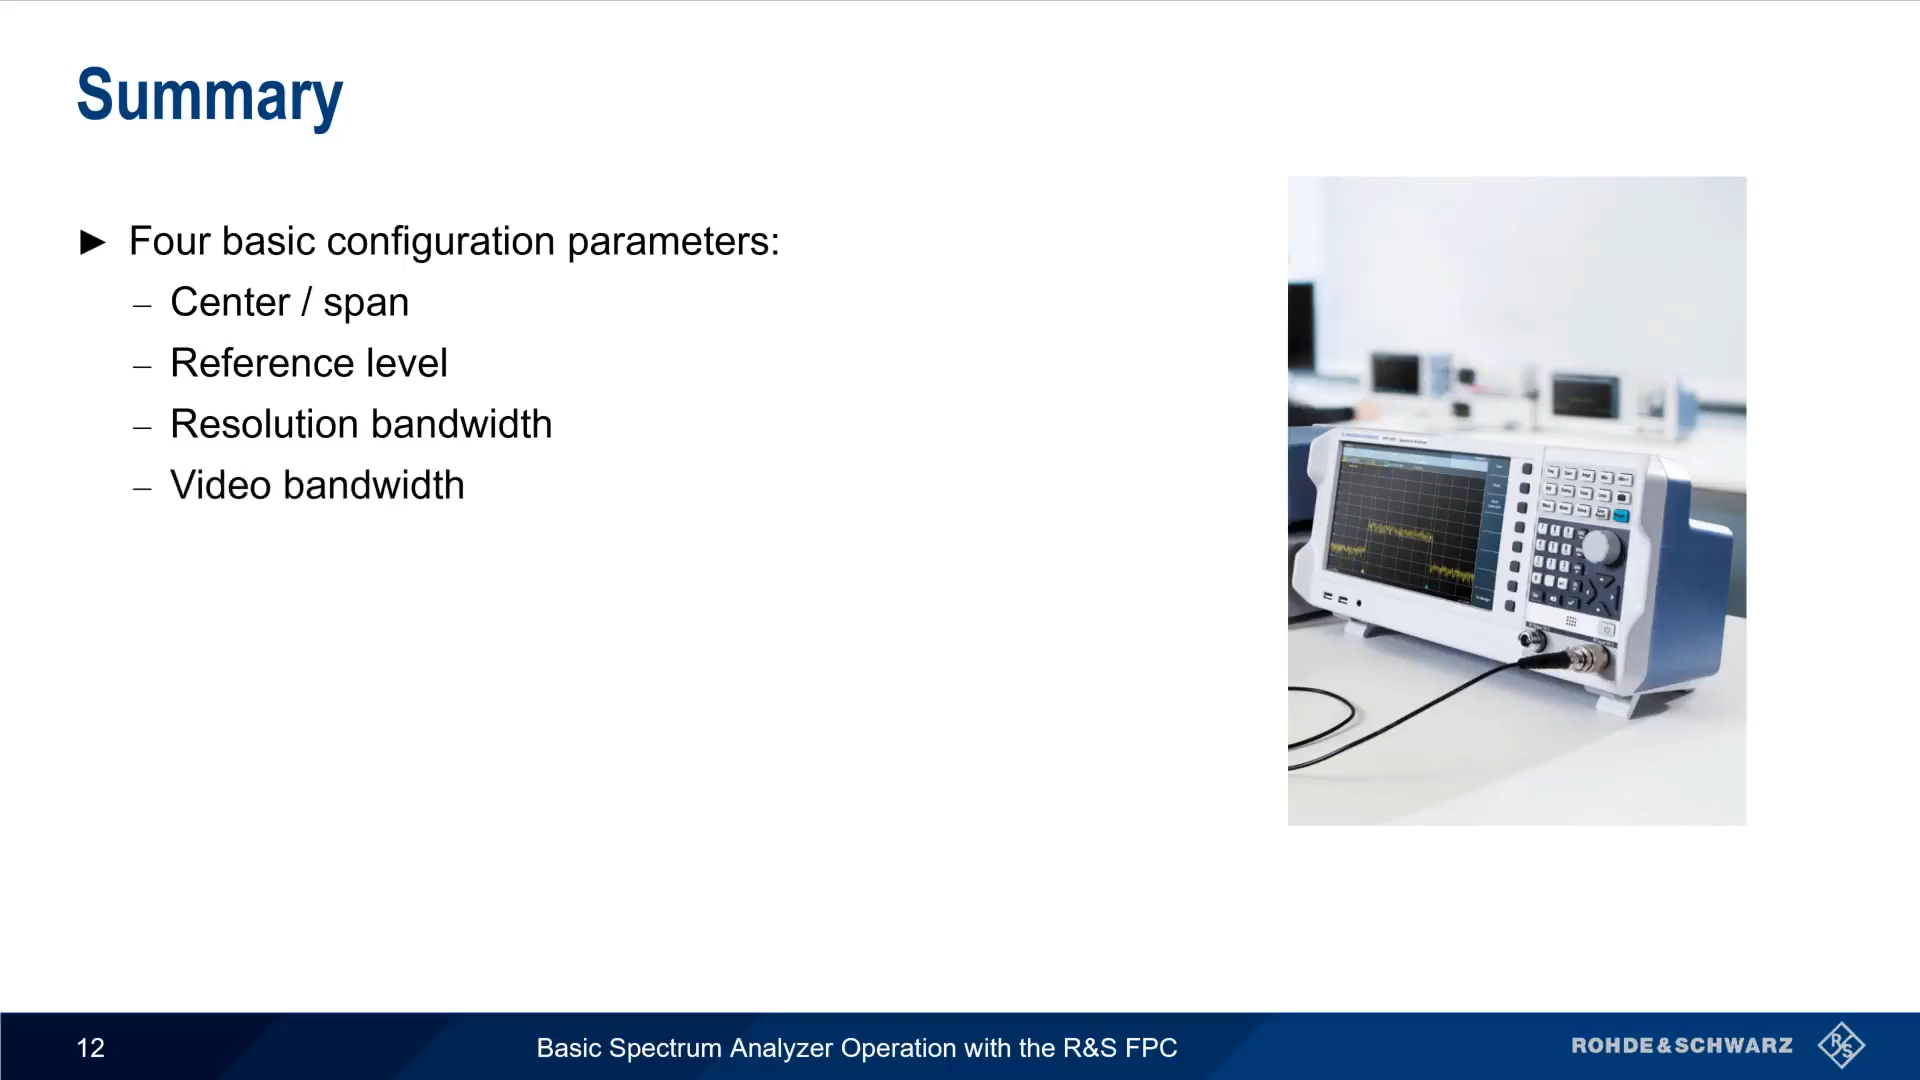 Summary
► Four basic configuration parameters:
– Center / span
– Reference level
– Resolution bandwidth
– Video bandwidth
12
Basic Spectrum Analyzer Operation with the R&S FPC
ROHDE&SCHWARZ
R&S